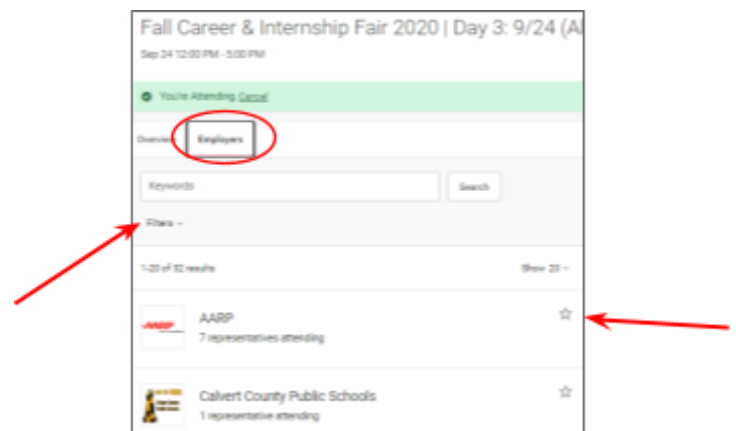 Fall Career & Internship Fair 2020 | Day 3: 9/24 (Al
Sep 24 12:00 PM - 5:00 PM
You're Attending Cancel
Overview Employers
Keywords Search
Filters
1-20 of 32 results Show 20
AARP
AARP
7 representatives attending
Calvert County Public Schools
1 representative attending